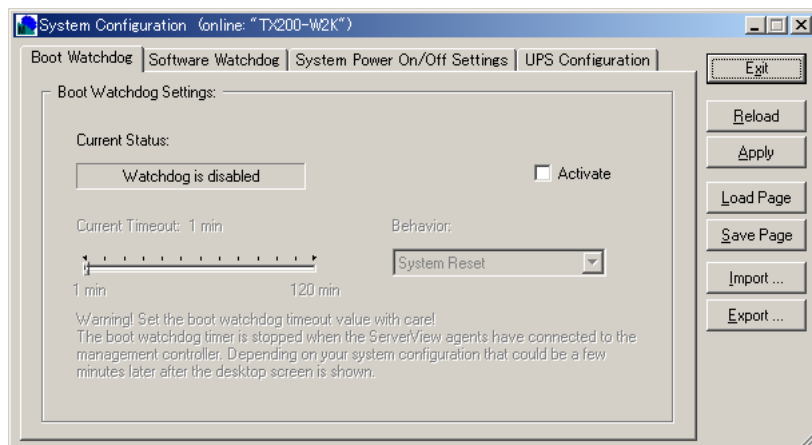 System Configuration (online: "TX200-W2K")
Boot Watchdog
Software Watchdog
System Power On/Off Settings
UPS Configuration
Boot Watchdog Settings:
Current Status:
Watchdog is disabled
Activate
Current Timeout: 1 min
Behavior:
System Reset
1 min
120 min
Warning! Set the boot watchdog timeout value with care!
The boot watchdog timer is stopped when the ServerView agents have connected to the
management controller. Depending on your system configuration that could be a few
minutes later after the desktop screen is shown.
Exit
Reload
Apply
Load Page
Save Page
Import ...
Export ...